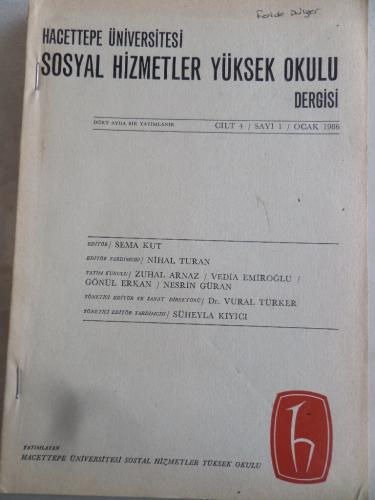 Feride Dülger
HACETTEPE ÜNİVERSİTESİ
SOSYAL HİZMETLER YÜKSEK OKULU
DERGİSİ
DÖRT AYDA BİR YAYIMLANIR
CİLT 4 / SAYI 1 / OCAK 1986
EDİTÖR / SEMA KUT
EDİTÖR YARDIMCISI / NİHAL TURAN
YAYIM KURULU / ZUHAL ARNAZ / VEDİA EMİROĞLU /
GÖNÜL ERKAN / NESRİN GÜRAN
YÖNETİCİ EDİTÖR VE SANAT DİREKTÖRÜ / Dr. VURAL TÜRKER
YÖNETİCİ EDİTÖR YARDIMCISI / SÜHEYLA KIYICI
YAYIMLAYAN
HACETTEPE ÜNİVERSİTESİ SOSYAL HİZMETLER YÜKSEK OKULU